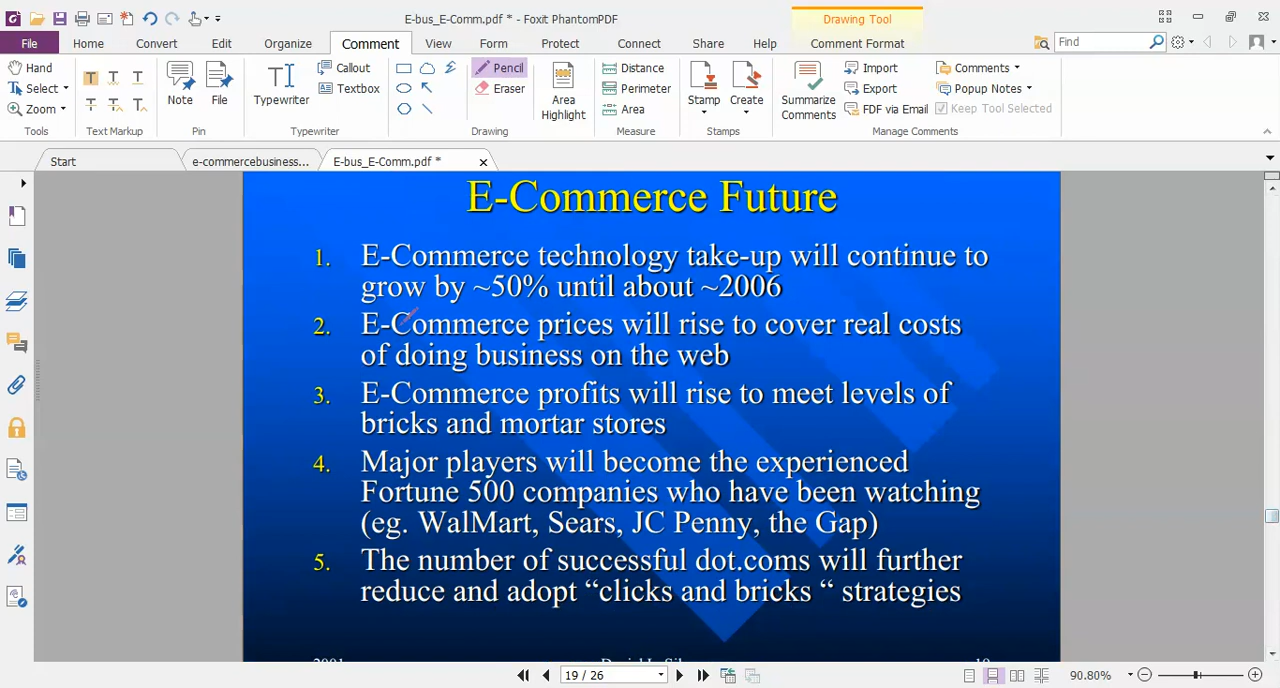 E-bus_E-Comm.pdf * - Foxit PhantomPDF
Drawing Tool
File Home Convert Edit Organize Comment View Form Protect Connect Share Help Comment Format Find
Hand
Select
Zoom
Tools
Text Markup
Note
File
Pin
Typewriter
Callout
Textbox
Typewriter
Pencil
Eraser
Drawing
Area
Highlight
Distance
Perimeter
Area
Measure
Stamp
Create
Stamps
Summarize
Comments
Import
Export
FDF via Email
Comments
Popup Notes
Keep Tool Selected
Manage Comments
Start
e-commercebusiness...
E-bus_E-Comm.pdf *
E-Commerce Future
1. E-Commerce technology take-up will continue to
grow by ~50% until about ~2006
2. E-Commerce prices will rise to cover real costs
of doing business on the web
3. E-Commerce profits will rise to meet levels of
bricks and mortar stores
4. Major players will become the experienced
Fortune 500 companies who have been watching
(eg. WalMart, Sears, JC Penny, the Gap)
5. The number of successful dot.coms will further
reduce and adopt “clicks and bricks “ strategies
19 / 26
90.80%